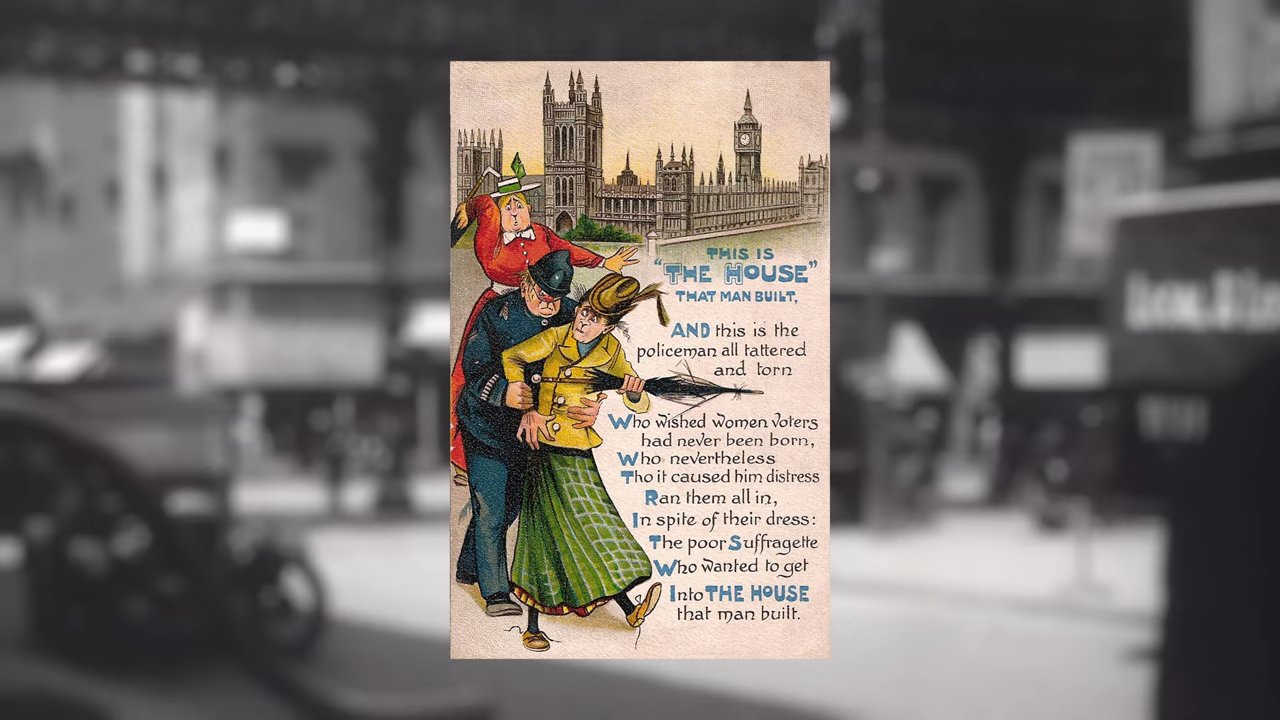 THIS IS
"THE HOUSE"
THAT MAN BUILT,
AND this is the
policeman all tattered
and torn
Who wished women voters
had never been born,
Who nevertheless
Tho it caused him distress
Ran them all in,
In spite of their dress:
The poor Suffragette
Who wanted to get
Into THE HOUSE
that man built.